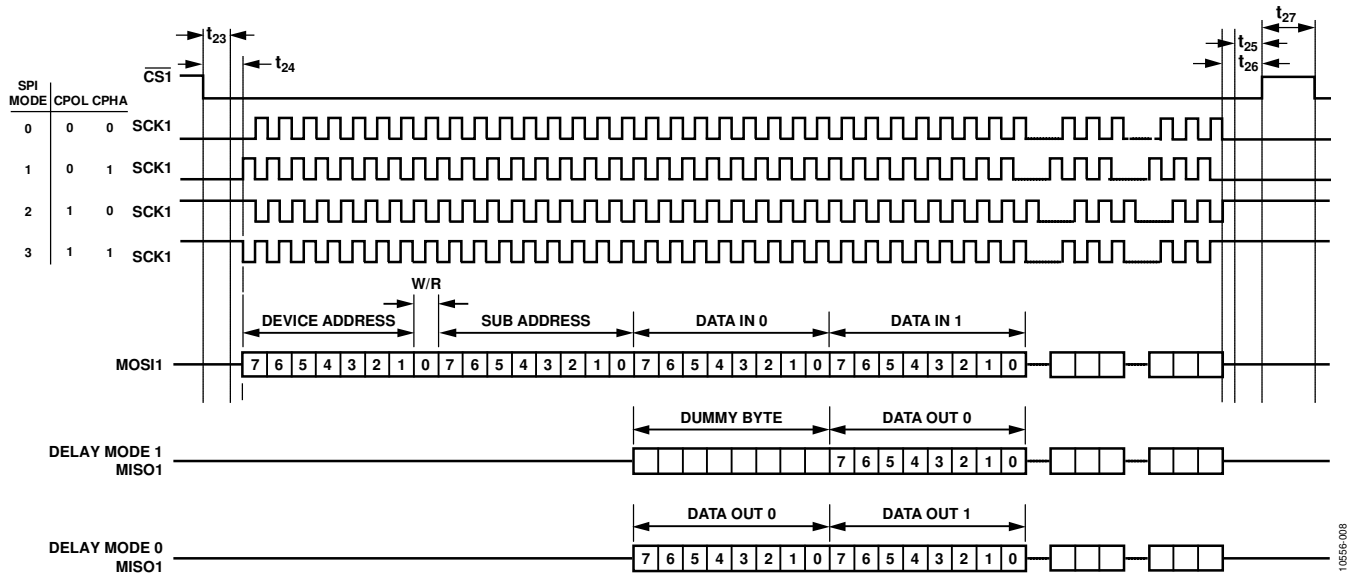 t27
t23
t25
t24
t26
CS1
SPI
MODE CPOL CPHA
0 0 0 SCK1
1 0 1 SCK1
2 1 0 SCK1
3 1 1 SCK1
W/R
DEVICE ADDRESS SUB ADDRESS DATA IN 0 DATA IN 1
MOSI1 7 6 5 4 3 2 1 0 7 6 5 4 3 2 1 0 7 6 5 4 3 2 1 0 7 6 5 4 3 2 1 0
DUMMY BYTE DATA OUT 0
DELAY MODE 1
MISO1
7 6 5 4 3 2 1 0
DATA OUT 0 DATA OUT 1
DELAY MODE 0
MISO1
7 6 5 4 3 2 1 0 7 6 5 4 3 2 1 0
10556-008